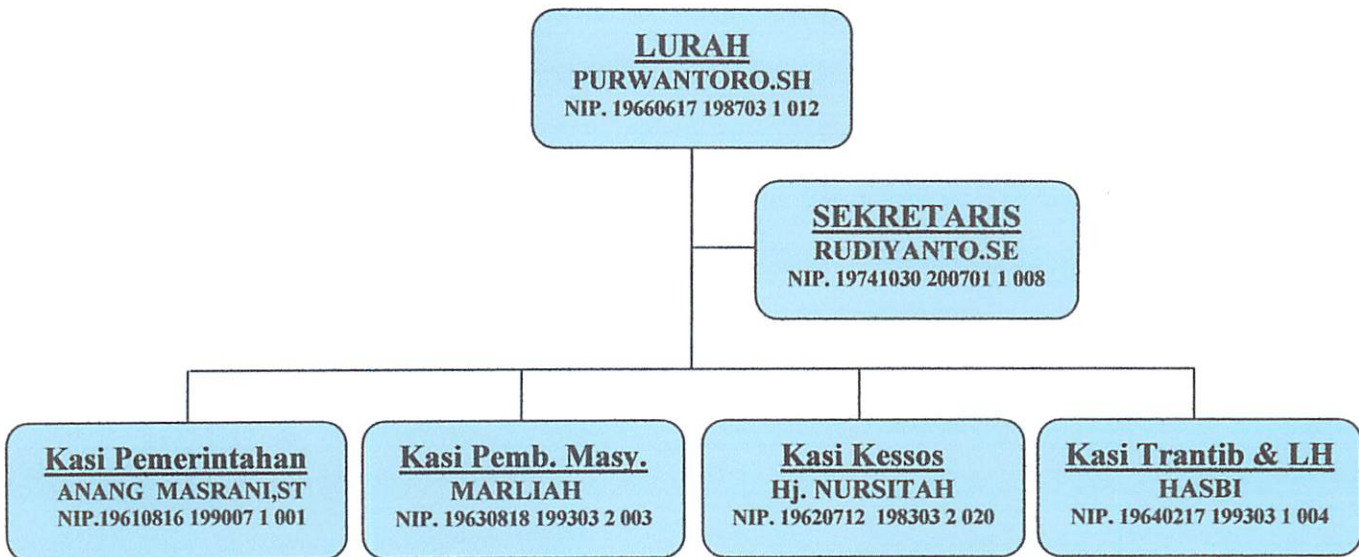 LURAH
PURWANTORO.SH
NIP. 19660617 198703 1 012
SEKRETARIS
RUDIYANTO.SE
NIP. 19741030 200701 1 008
Kasi Pemerintahan
ANANG MASRANI,ST
NIP.19610816 199007 1 001
Kasi Pemb. Masy.
MARLIAH
NIP. 19630818 199303 2 003
Kasi Kessos
Hj. NURSITAH
NIP. 19620712 198303 2 020
Kasi Trantib & LH
HASBI
NIP. 19640217 199303 1 004